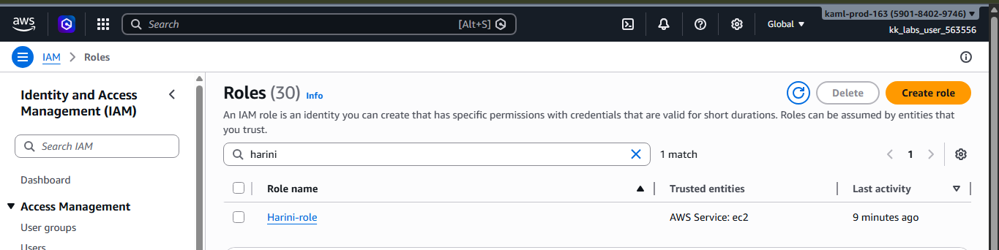 kaml-prod-163 (5901-8402-9746)
aws Search [Alt+S] Global
kk_labs_user_563556
IAM Roles
Identity and Access
Management (IAM)
Search IAM
Dashboard
Access Management
User groups
Users
Roles (30) Info
Delete Create role
An IAM role is an identity you can create that has specific permissions with credentials that are valid for short durations. Roles can be assumed by entities that
you trust.
harini 1 match 1
Role name Trusted entities Last activity
Harini-role AWS Service: ec2 9 minutes ago